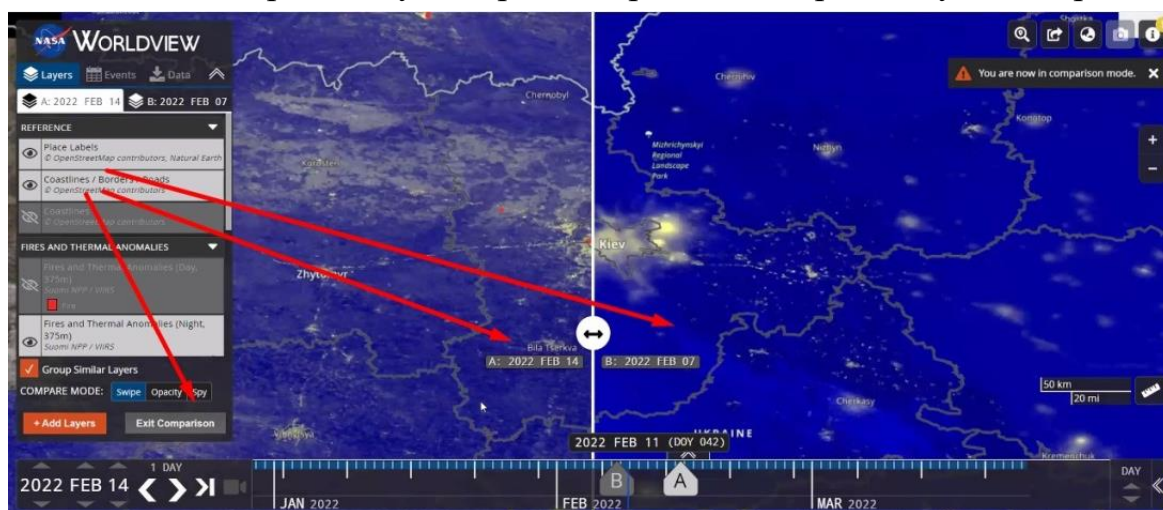 NASA WORLDVIEW
Layers Events Data
A: 2022 FEB 14 B: 2022 FEB 07
REFERENCE
Place Labels
© OpenStreetMap contributors, Natural Earth
Coastlines / Borders / Roads
© OpenStreetMap contributors
Coastlines
© OpenStreetMap contributors
FIRES AND THERMAL ANOMALIES
Fires and Thermal Anomalies (Day,
375m)
Suomi NPP / VIIRS
Fire
Fires and Thermal Anomalies (Night,
375m)
Suomi NPP / VIIRS
Group Similar Layers
COMPARE MODE: Swipe Opacity Spy
+ Add Layers Exit Comparison
You are now in comparison mode.
Chernobyl
Chernihiv
Konotop
Mizhrichynskyi
Regional
Landscape
Park
Nizhyn
Kiev
Zhytomyr
Bila Tserkva
A: 2022 FEB 14 B: 2022 FEB 07
Cherkasy
50 km
20 mi
UKRAINE
Kremenchuk
2022 FEB 11 (DOY 042)
2022 FEB 14
1 DAY
B A
DAY
JAN 2022 FEB 2022 MAR 2022